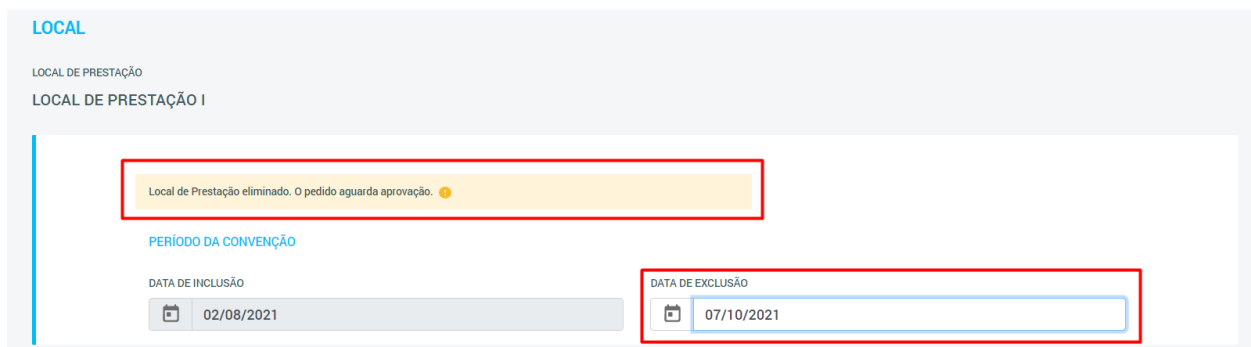 LOCAL
LOCAL DE PRESTAÇÃO
LOCAL DE PRESTAÇÃO I
Local de Prestação eliminado. O pedido aguarda aprovação.
PERÍODO DA CONVENÇÃO
DATA DE INCLUSÃO
DATA DE EXCLUSÃO
02/08/2021
07/10/2021